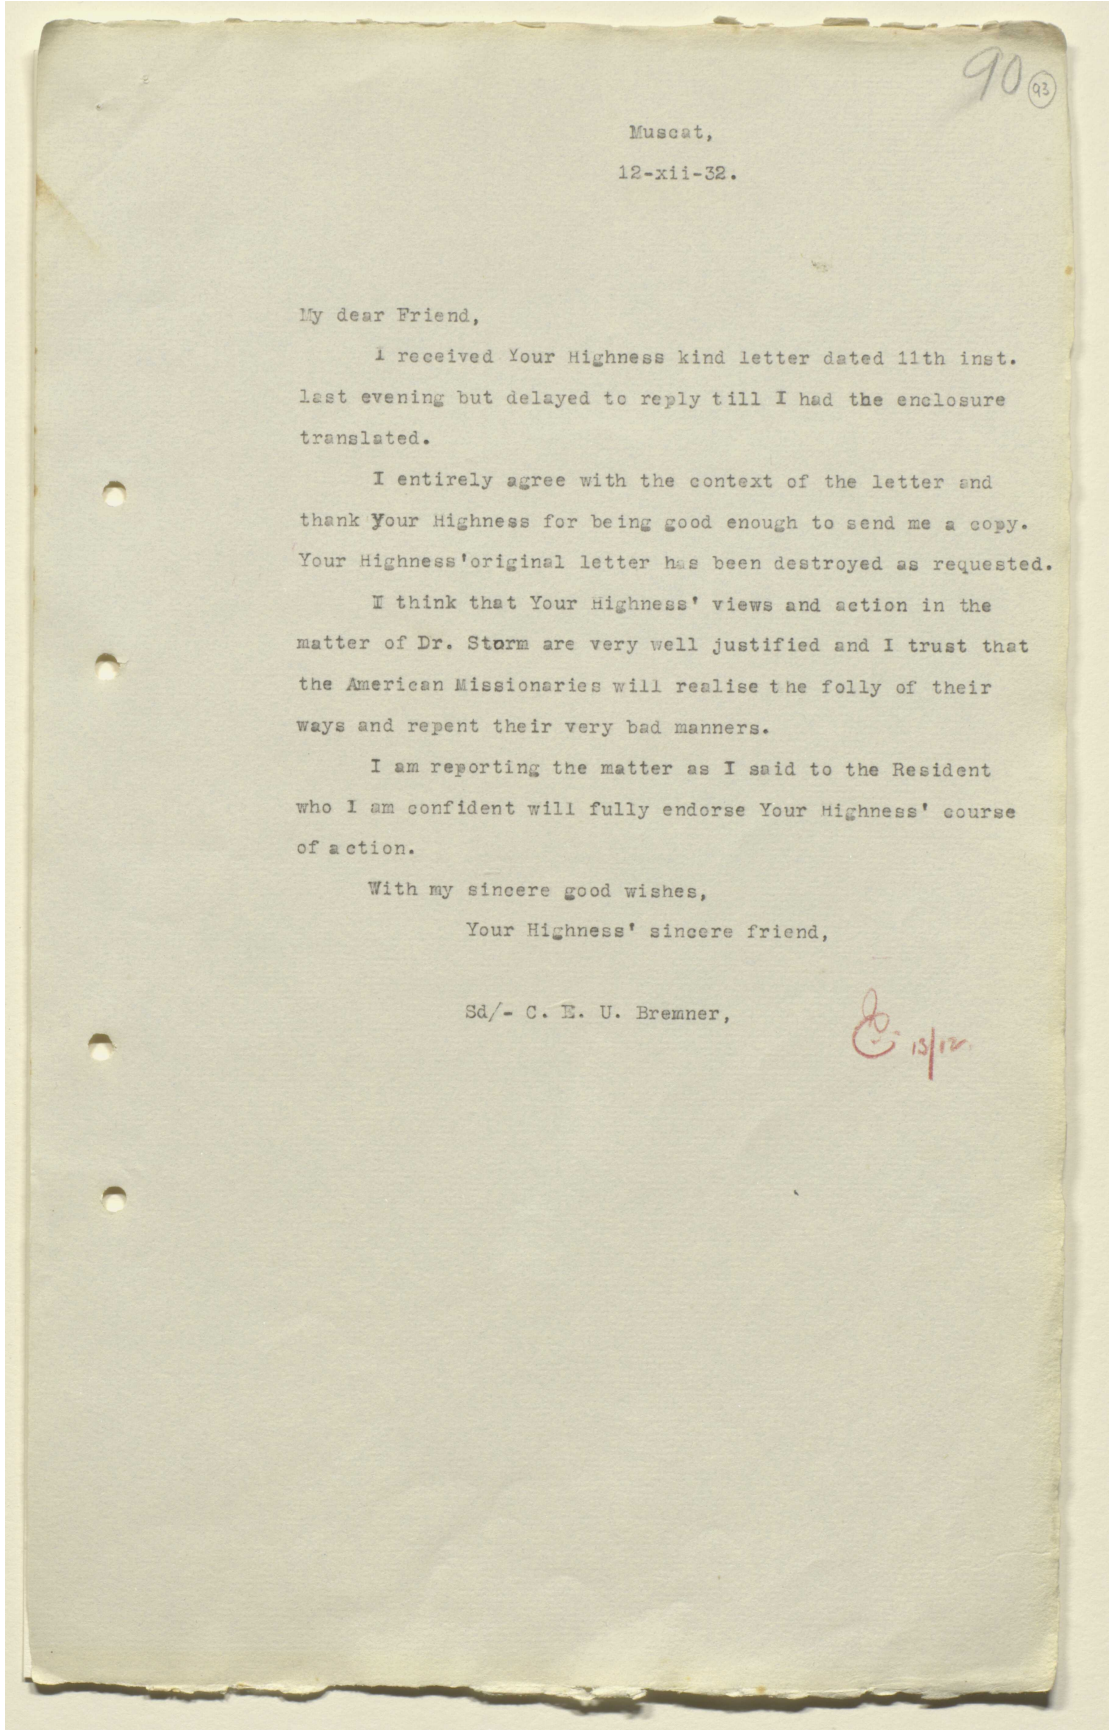 90
93
Muscat,
12-xii-32.
My dear Friend,
I received Your Highness kind letter dated 11th inst.
last evening but delayed to reply till I had the enclosure
translated.
I entirely agree with the context of the letter and
thank Your Highness for being good enough to send me a copy.
Your Highness'original letter has been destroyed as requested.
I think that Your Highness' views and action in the
matter of Dr. Storm are very well justified and I trust that
the American Missionaries will realise the folly of their
ways and repent their very bad manners.
I am reporting the matter as I said to the Resident
who I am confident will fully endorse Your Highness' course
of action.
With my sincere good wishes,
Your Highness' sincere friend,
Sd/- C. E. U. Bremner,
13/12